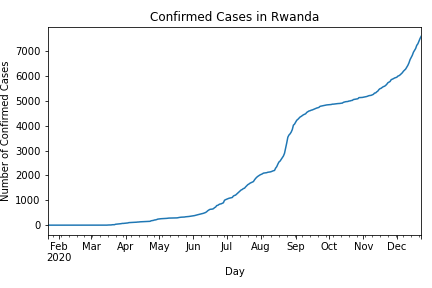 Confirmed Cases in Rwanda
Number of Confirmed Cases
7000
6000
5000
4000
3000
2000
1000
0
Feb Mar Apr May Jun Jul Aug Sep Oct Nov Dec
2020
Day